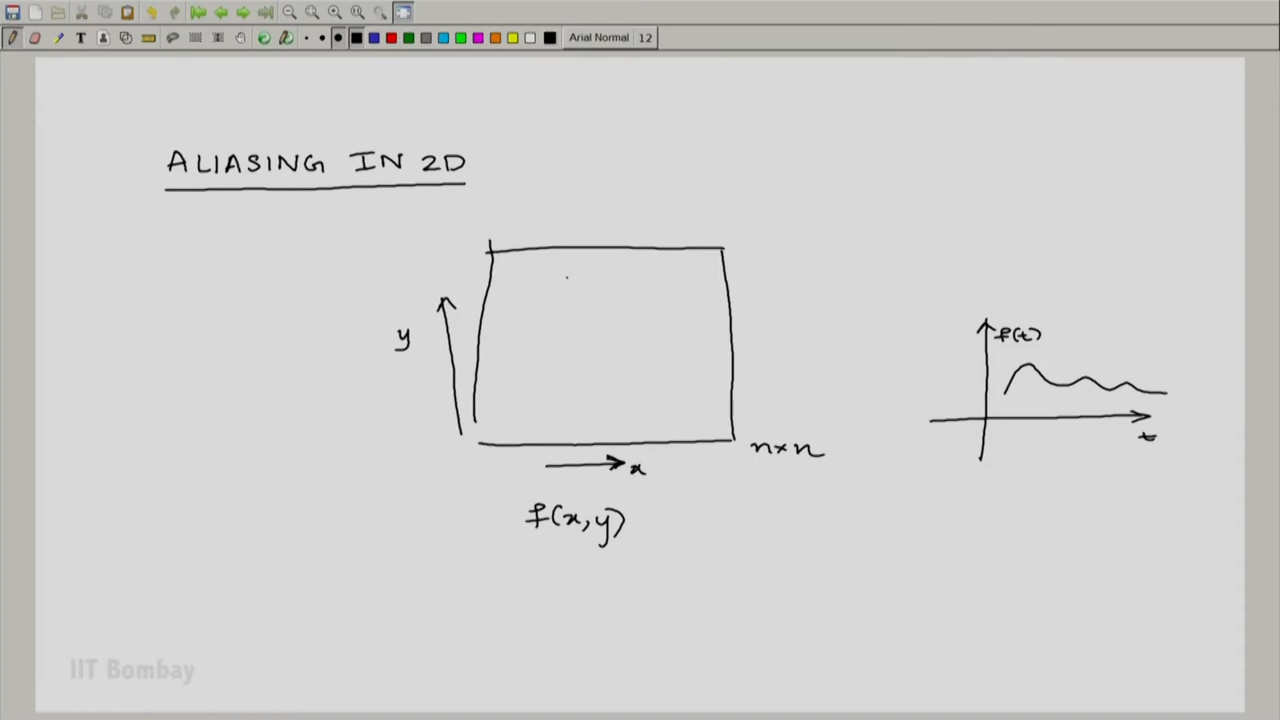 Arial Normal 12
ALIASING IN 2D
y
f(t)
t
n×n
x
f(x,y)
IIT Bombay